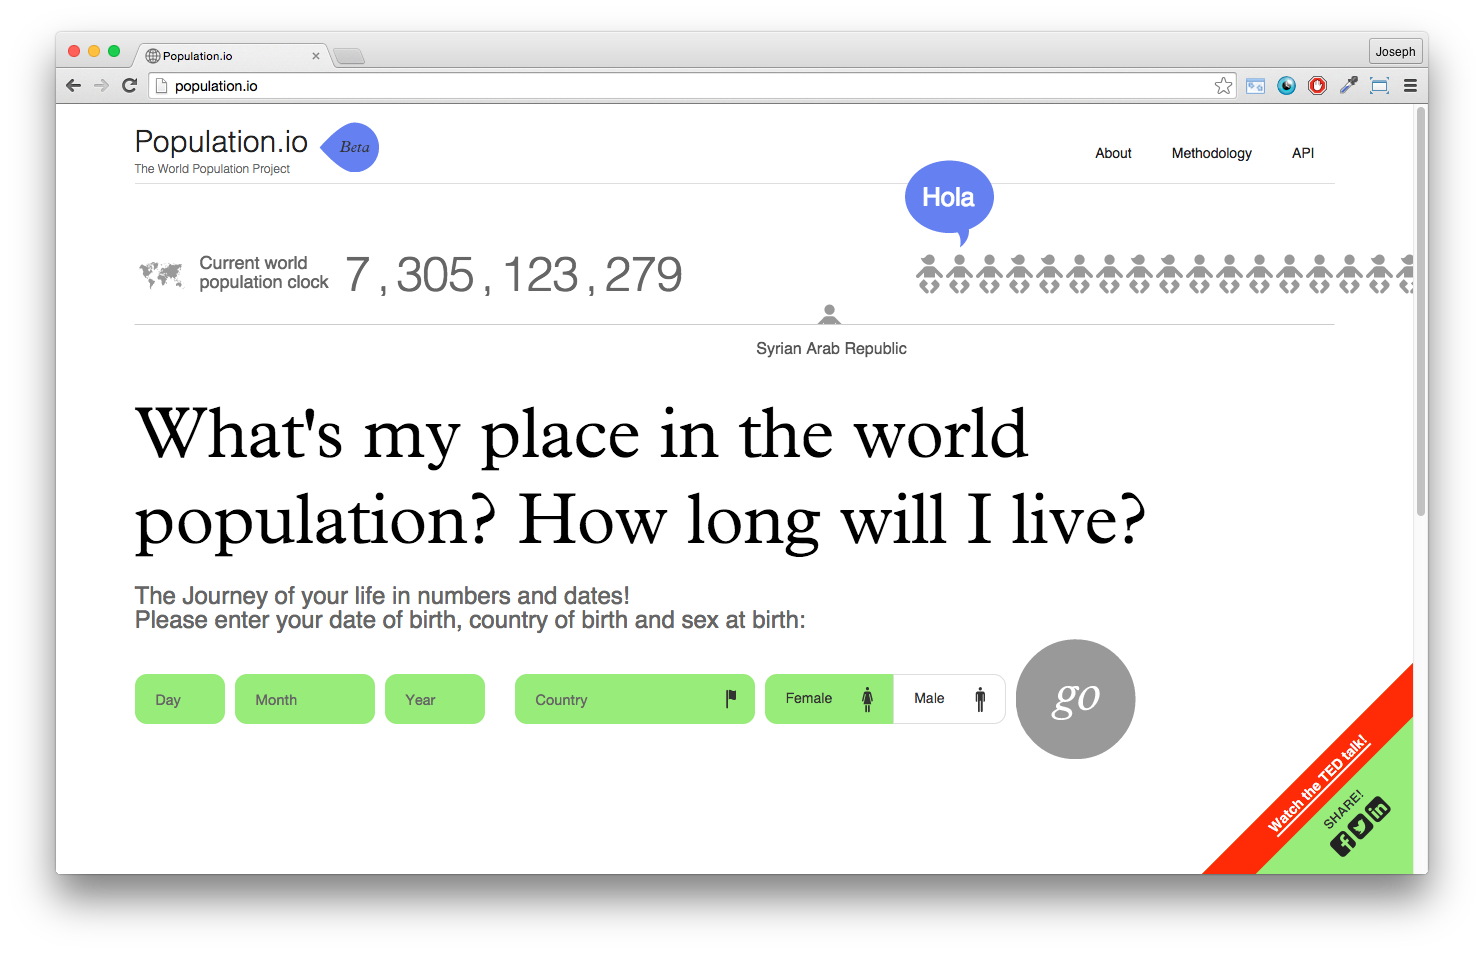 Population.io
Joseph
population.io
Population.io
Beta
The World Population Project
About
Methodology
API
Hola
Current world
population clock
7,305,123,279
Syrian Arab Republic
What's my place in the world
population? How long will I live?
The Journey of your life in numbers and dates!
Please enter your date of birth, country of birth and sex at birth:
Day
Month
Year
Country
Female
Male
go
Watch the TED talk!
SHARE!